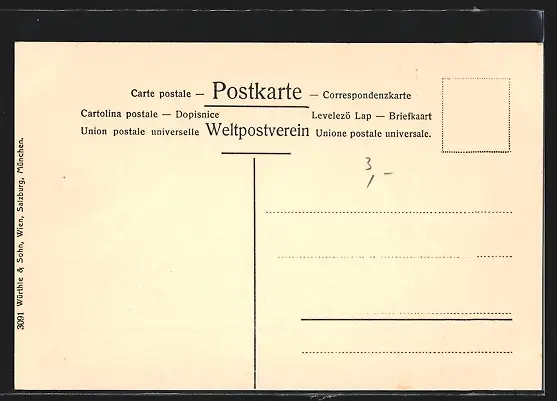 Carte postale — Postkarte — Correspondenzkarte
Cartolina postale — Dopisnice Levelezö Lap — Briefkaart
Union postale universelle Weltpostverein Unione postale universale.
3,-
3091 Würthle & Sohn, Wien, Salzburg, München.